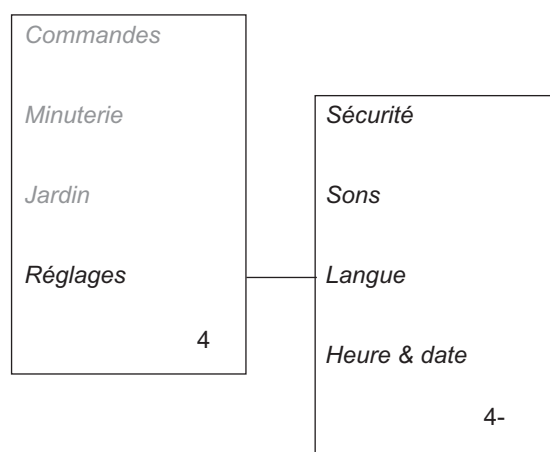 Commandes
Minuterie
Jardin
Réglages
4
Sécurité
Sons
Langue
Heure & date
4-